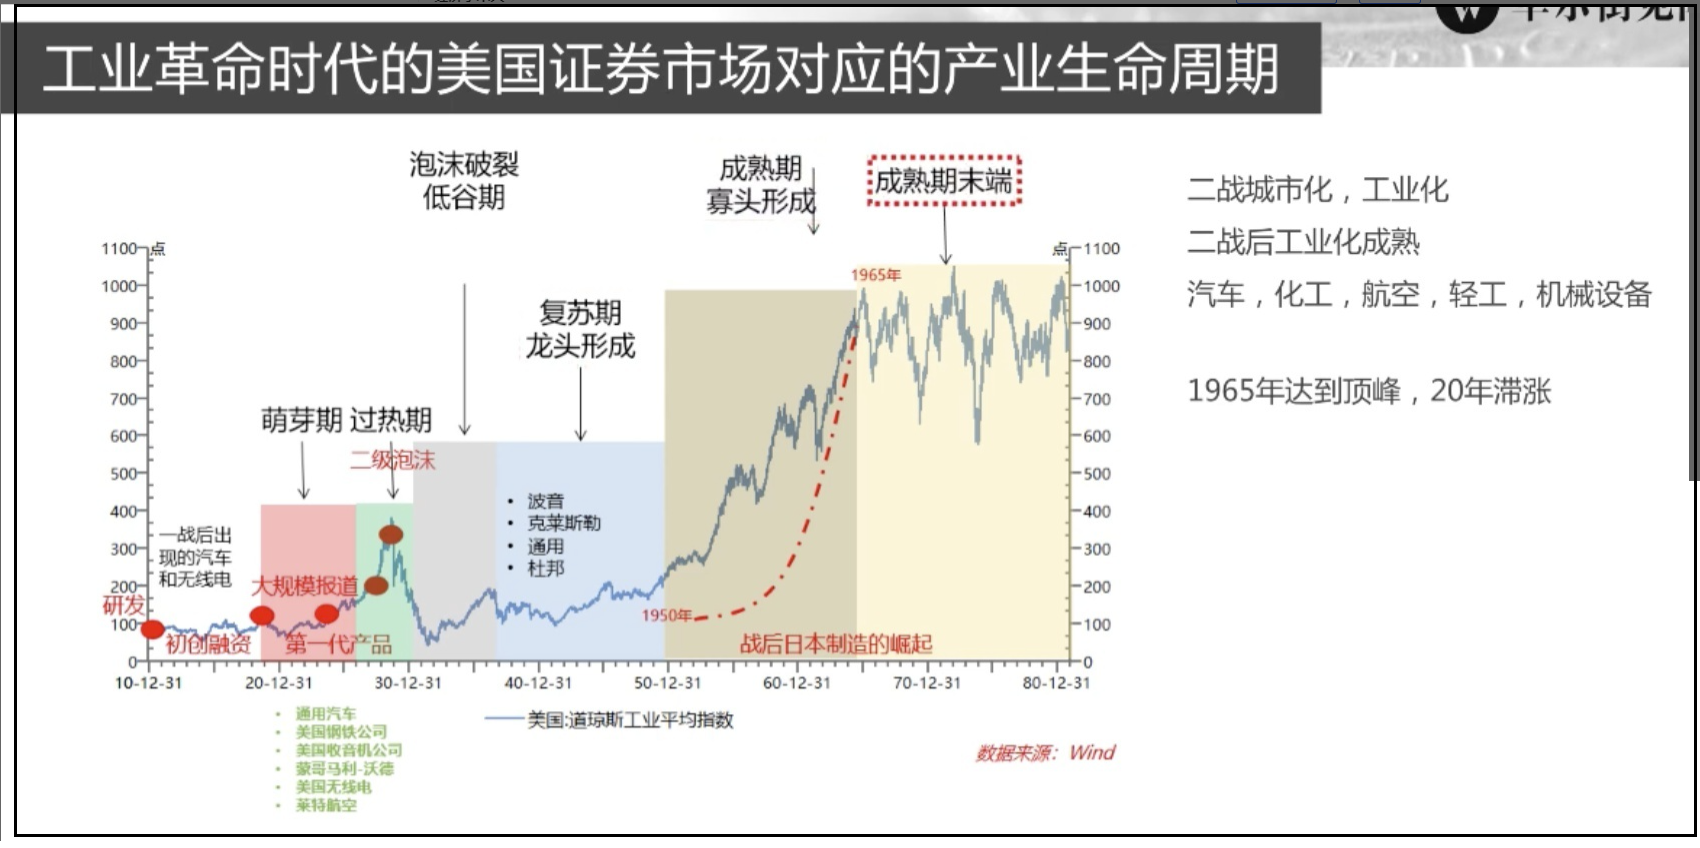 工业革命时代的美国证券市场对应的产业生命周期
泡沫破裂
低谷期
成熟期
寡头形成
成熟期末端
二战城市化，工业化
二战后工业化成熟
汽车，化工，航空，轻工，机械设备
1965年达到顶峰，20年滞涨
复苏期
龙头形成
萌芽期 过热期
二级泡沫
1965年
点
点
1100
1000
900
800
700
600
500
400
300
200
100
0
1100
1000
900
800
700
600
500
400
300
200
100
0
• 波音
• 克莱斯勒
• 通用
• 杜邦
一战后出
现的汽车
和无线电
大规模报道
研发
初创融资
第一代产品
1950年
战后日本制造的崛起
10-12-31 20-12-31 30-12-31 40-12-31 50-12-31 60-12-31 70-12-31 80-12-31
美国:道琼斯工业平均指数
数据来源：Wind
• 通用汽车
• 美国钢铁公司
• 美国收音机公司
• 蒙哥马利-沃德
• 美国无线电
• 莱特航空